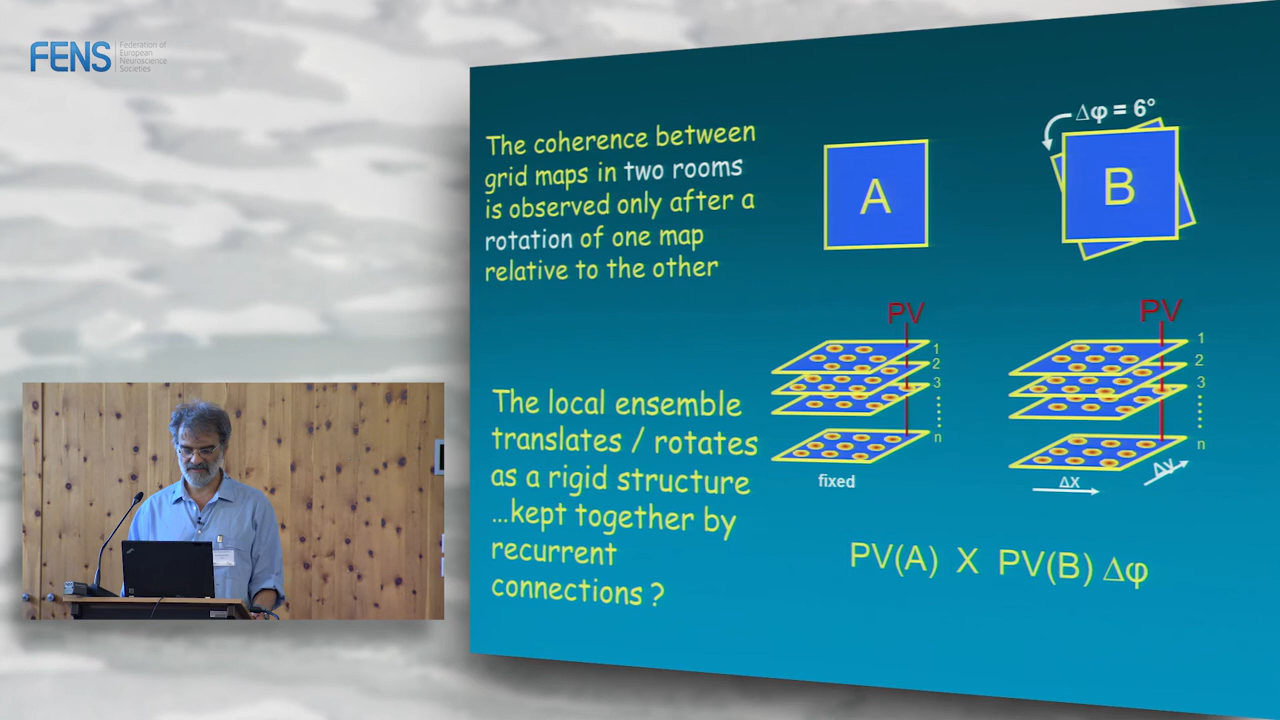 FENS
Federation of
European
Neuroscience
Societies
The coherence between
grid maps in two rooms
is observed only after a
rotation of one map
relative to the other
A
Δφ = 6°
B
The local ensemble
translates / rotates
as a rigid structure
...kept together by
recurrent
connections ?
PV
1
2
3
n
fixed
PV
1
2
3
n
Δx
Δy
PV(A) X PV(B) Δφ